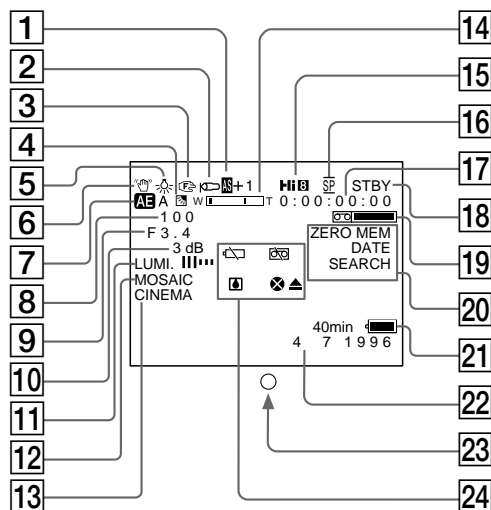 1
2
3
4
5
6
7
8
9
10
11
12
13
14
15
16
17
18
19
20
21
22
23
24
AS+1
Hi8 SP STBY
AE A W T 0:00:00:00
100
F3.4
3 dB
LUMI.
MOSAIC
CINEMA
ZERO MEM
DATE
SEARCH
40min
4 7 1996